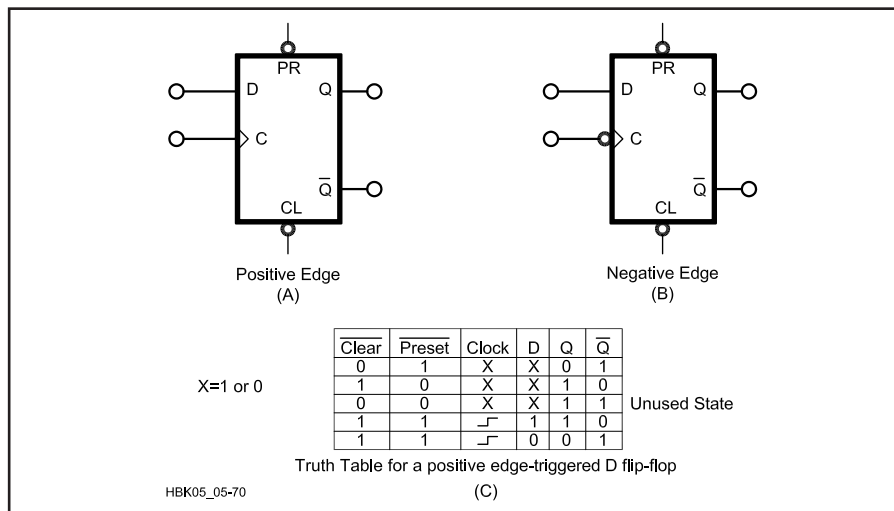 PR
D Q
C
Q̅
CL
Positive Edge
(A)
PR
D Q
C
Q̅
CL
Negative Edge
(B)
X=1 or 0
C̅l̅e̅a̅r̅ P̅r̅e̅s̅e̅t̅ Clock D Q Q̅
0 1 X X 0 1
1 0 X X 1 0
0 0 X X 1 1 Unused State
1 1 1 1 0
1 1 0 0 1
Truth Table for a positive edge-triggered D flip-flop
(C)
HBK05_05-70